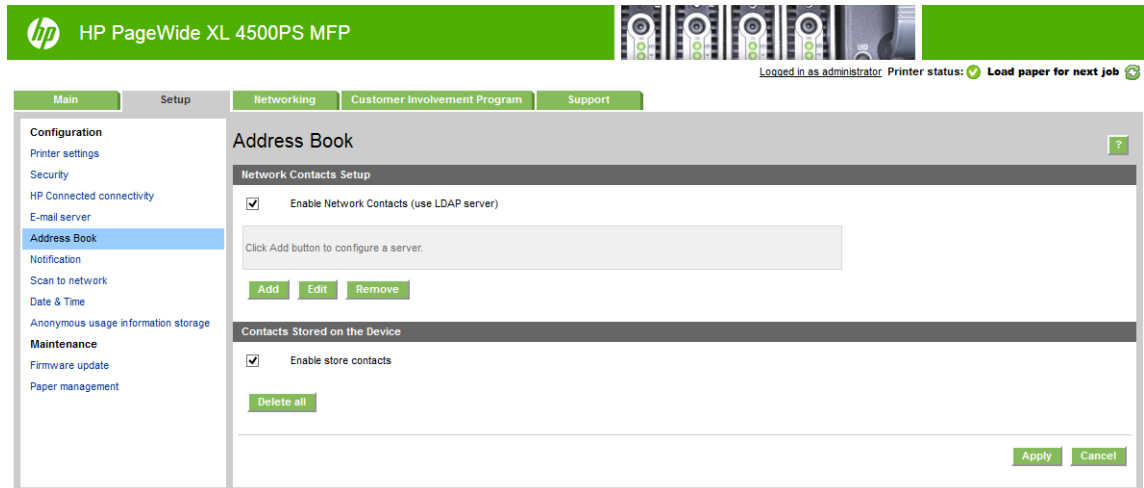 hp HP PageWide XL 4500PS MFP
UID
Logged in as administrator Printer status: Load paper for next job
Main Setup Networking Customer Involvement Program Support
Configuration
Printer settings
Security
HP Connected connectivity
E-mail server
Address Book
Notification
Scan to network
Date & Time
Anonymous usage information storage
Maintenance
Firmware update
Paper management
Address Book ?
Network Contacts Setup
Enable Network Contacts (use LDAP server)
Click Add button to configure a server.
Add Edit Remove
Contacts Stored on the Device
Enable store contacts
Delete all
Apply Cancel